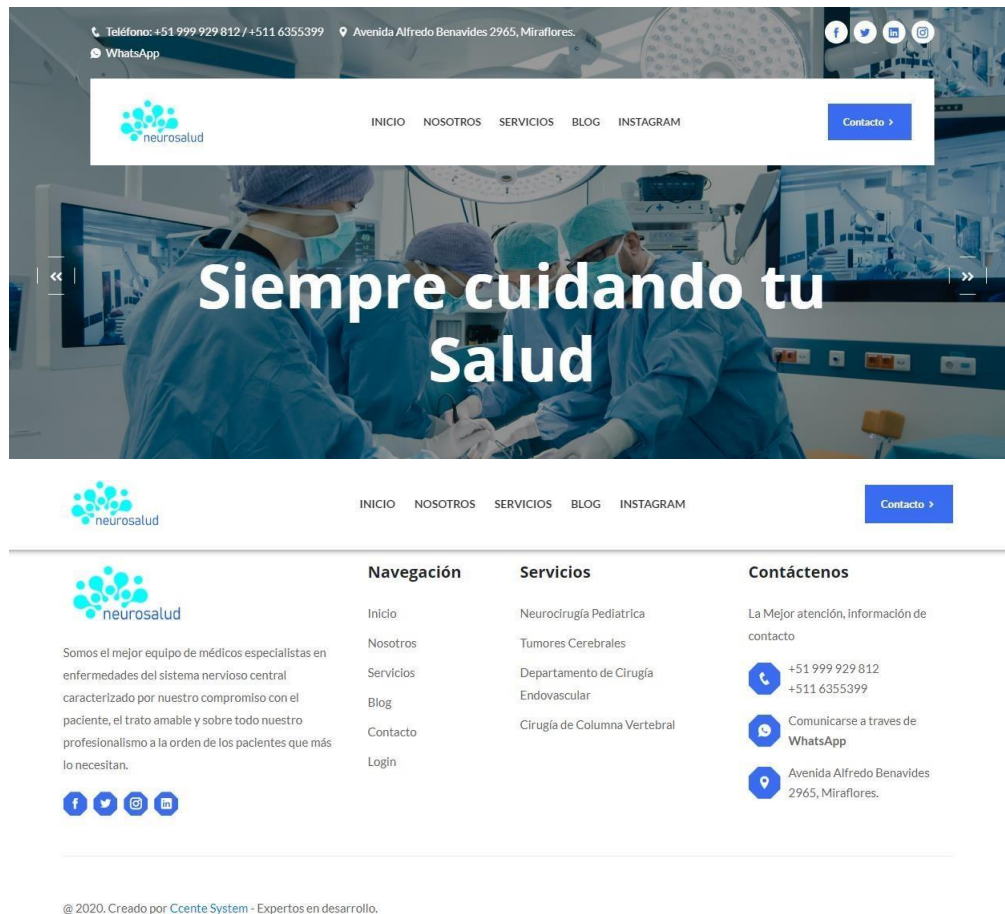 Teléfono: +51 999 929 812 / +511 6355399 Avenida Alfredo Benavides 2965, Miraflores.
WhatsApp
neurosalud
INICIO NOSOTROS SERVICIOS BLOG INSTAGRAM
Contacto >
Siempre cuidando tu
Salud
neurosalud
INICIO NOSOTROS SERVICIOS BLOG INSTAGRAM
Contacto >
neurosalud
Somos el mejor equipo de médicos especialistas en
enfermedades del sistema nervioso central
caracterizado por nuestro compromiso con el
paciente, el trato amable y sobre todo nuestro
profesionalismo a la orden de los pacientes que más
lo necesitan.
Navegación
Inicio
Nosotros
Servicios
Blog
Contacto
Login
Servicios
Neurocirugía Pediatrica
Tumores Cerebrales
Departamento de Cirugía
Endovascular
Cirugía de Columna Vertebral
Contáctenos
La Mejor atención, información de
contacto
+51 999 929 812
+511 6355399
Comunicarse a traves de
WhatsApp
Avenida Alfredo Benavides
2965, Miraflores.
@ 2020. Creado por Ccente System - Expertos en desarrollo.